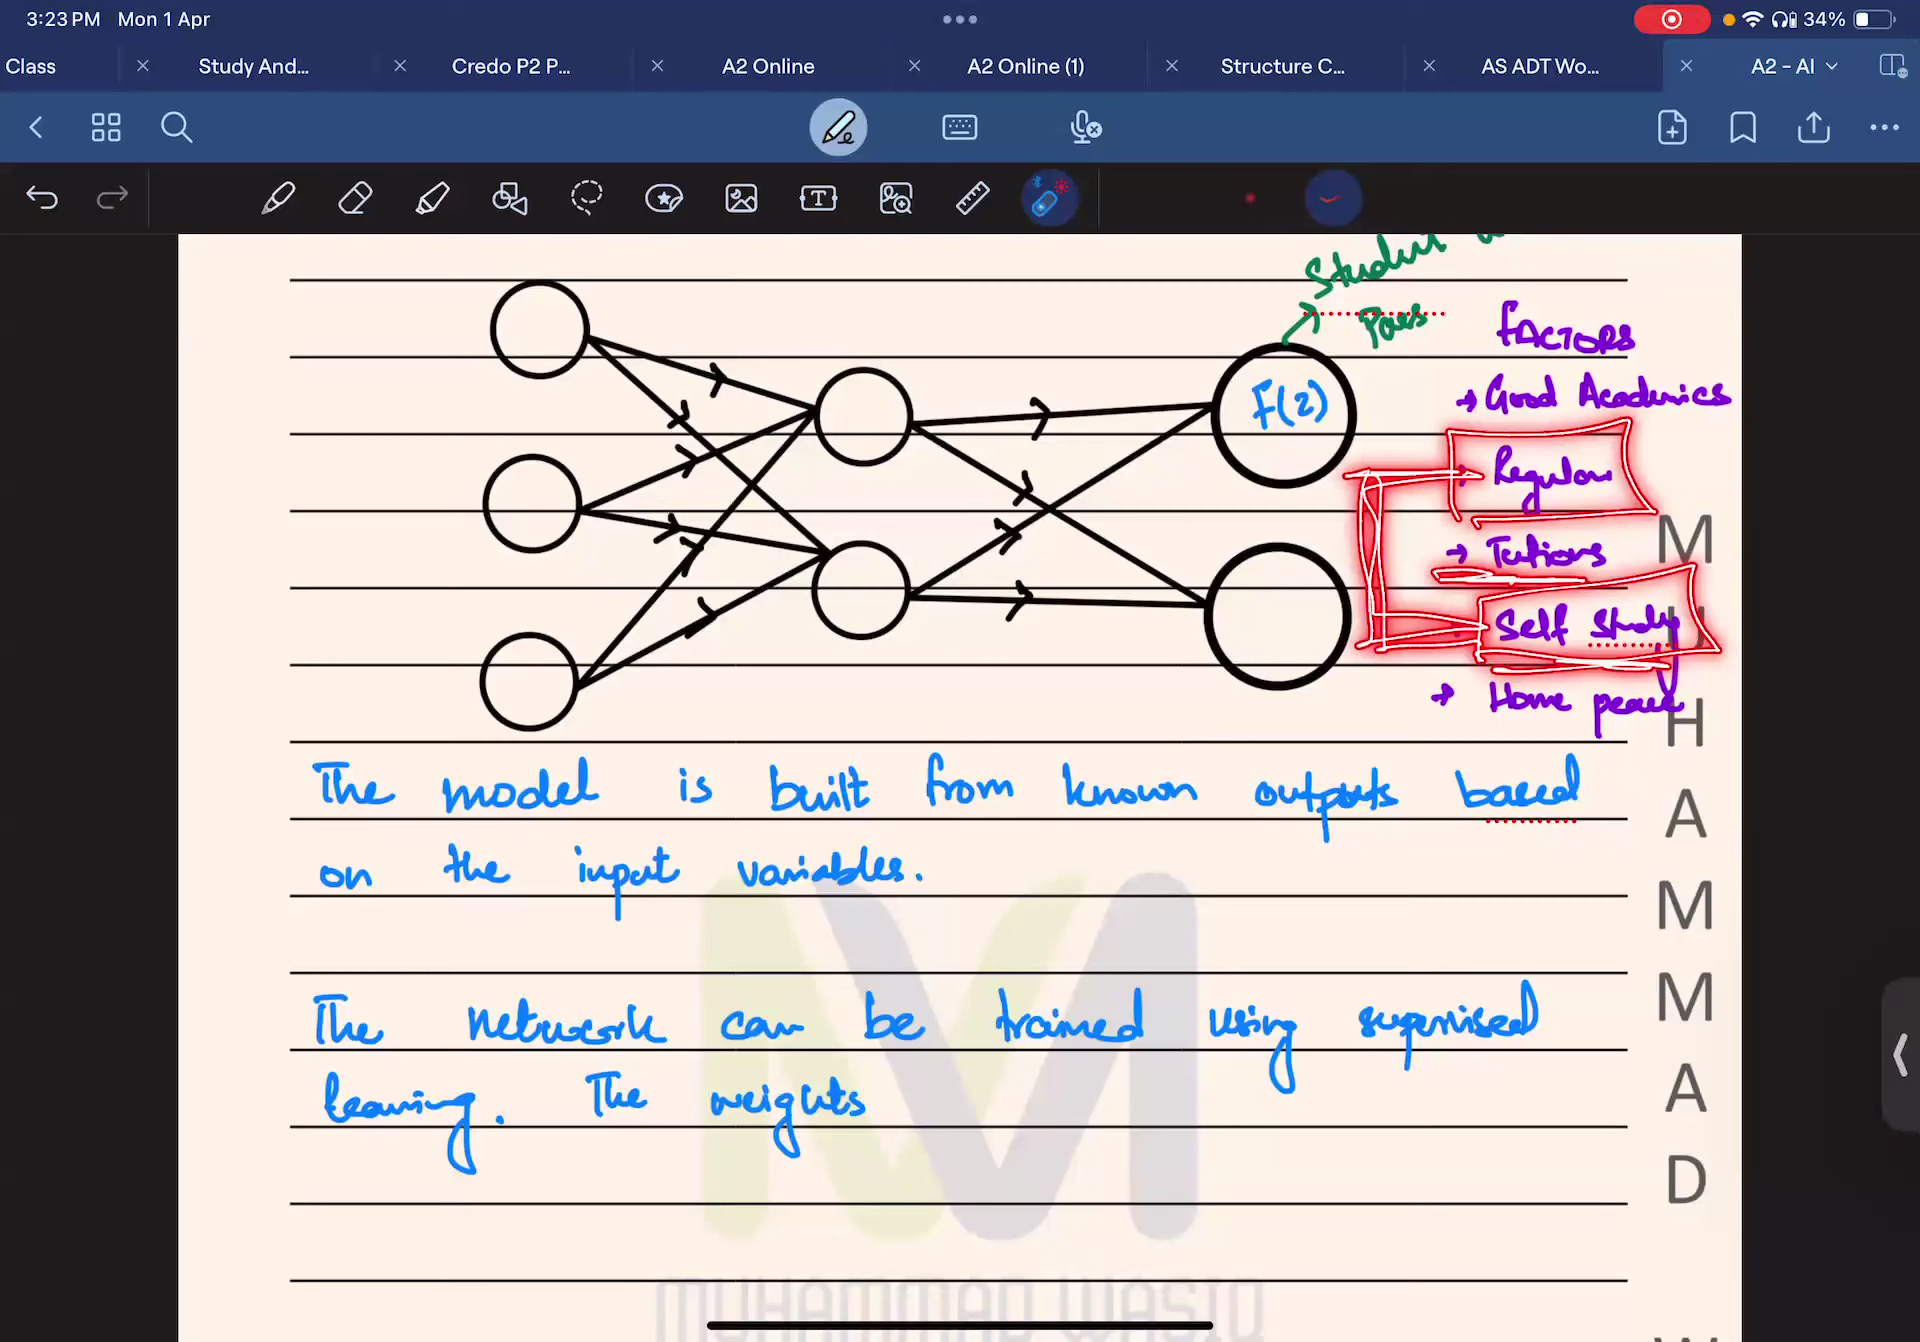 3:23 PM Mon 1 Apr
34%
Class
Study And...
Credo P2 P...
A2 Online
A2 Online (1)
Structure C...
AS ADT Wo...
A2 - AI
Student
Pass
FACTORS
→ Good Academics
F(2)
Regular
→ Tutions
Self Study
→ Home peace
The model is built from known outputs based
on the input variables.
The network can be trained using supervised
learning. The weights
MUHAMMAD
MUHAMMAD WASIQ